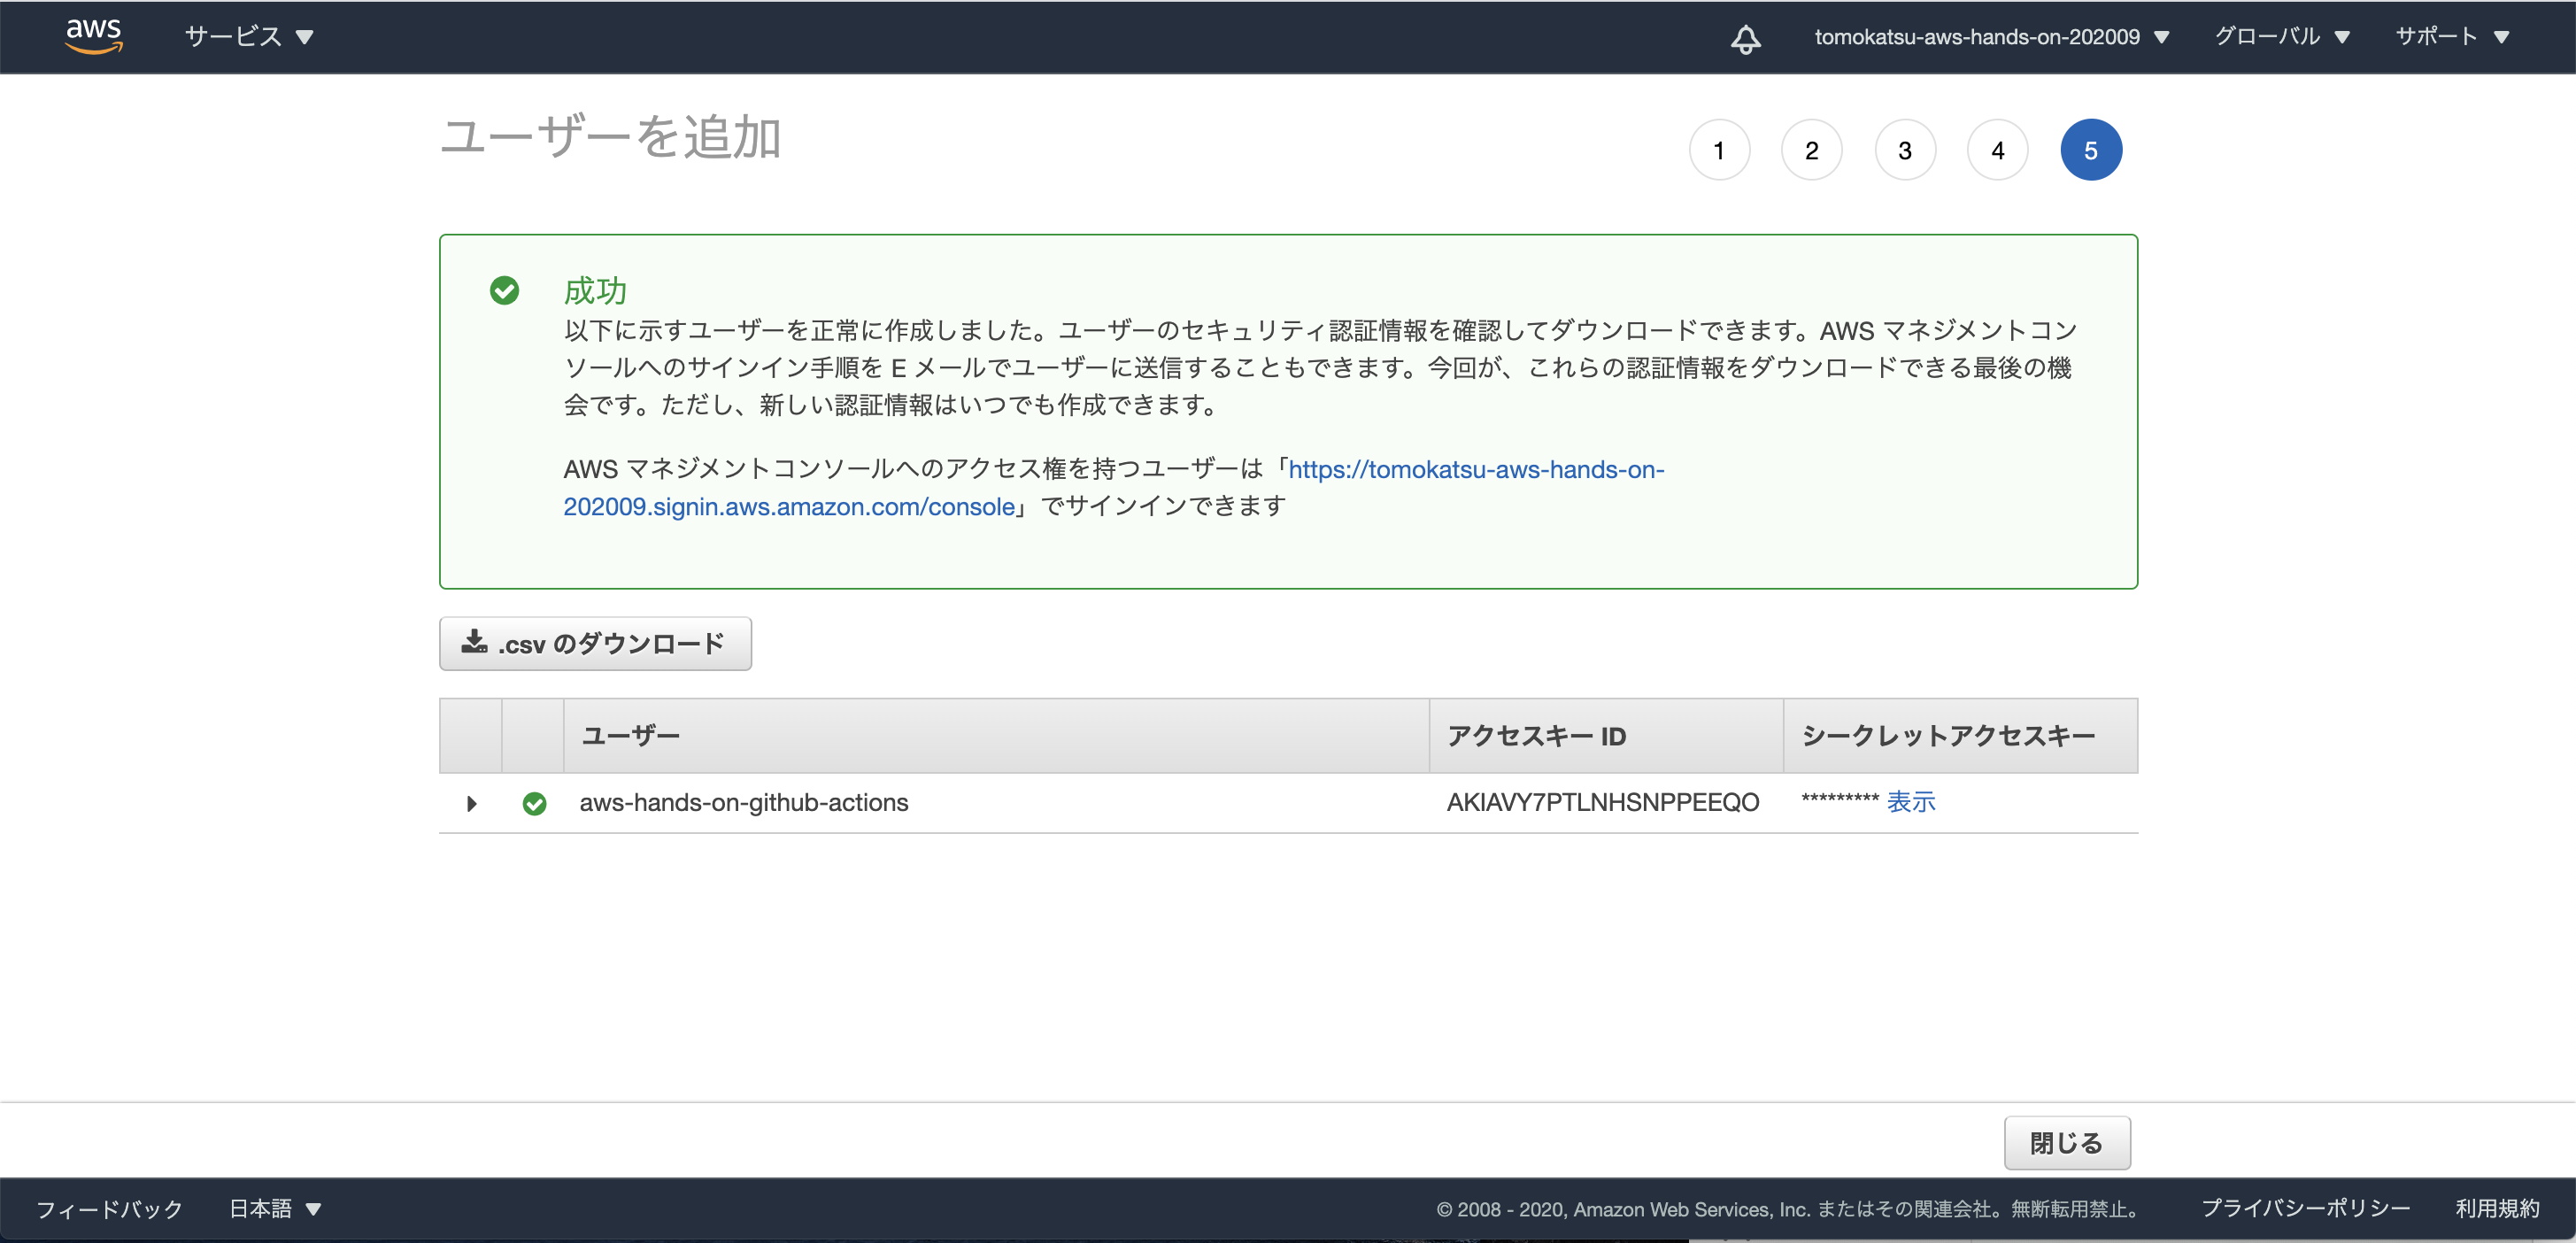 aws サービス tomokatsu-aws-hands-on-202009 グローバル サポート
ユーザーを追加 1 2 3 4 5
成功
以下に示すユーザーを正常に作成しました。ユーザーのセキュリティ認証情報を確認してダウンロードできます。AWS マネジメントコン
ソールへのサインイン手順を E メールでユーザーに送信することもできます。今回が、これらの認証情報をダウンロードできる最後の機
会です。ただし、新しい認証情報はいつでも作成できます。
AWS マネジメントコンソールへのアクセス権を持つユーザーは「https://tomokatsu-aws-hands-on-
202009.signin.aws.amazon.com/console」でサインインできます
.csv のダウンロード
ユーザー アクセスキー ID シークレットアクセスキー
aws-hands-on-github-actions AKIAVY7PTLNHSNPPEEQO ********* 表示
閉じる
フィードバック 日本語 © 2008 - 2020, Amazon Web Services, Inc. またはその関連会社。無断転用禁止。 プライバシーポリシー 利用規約